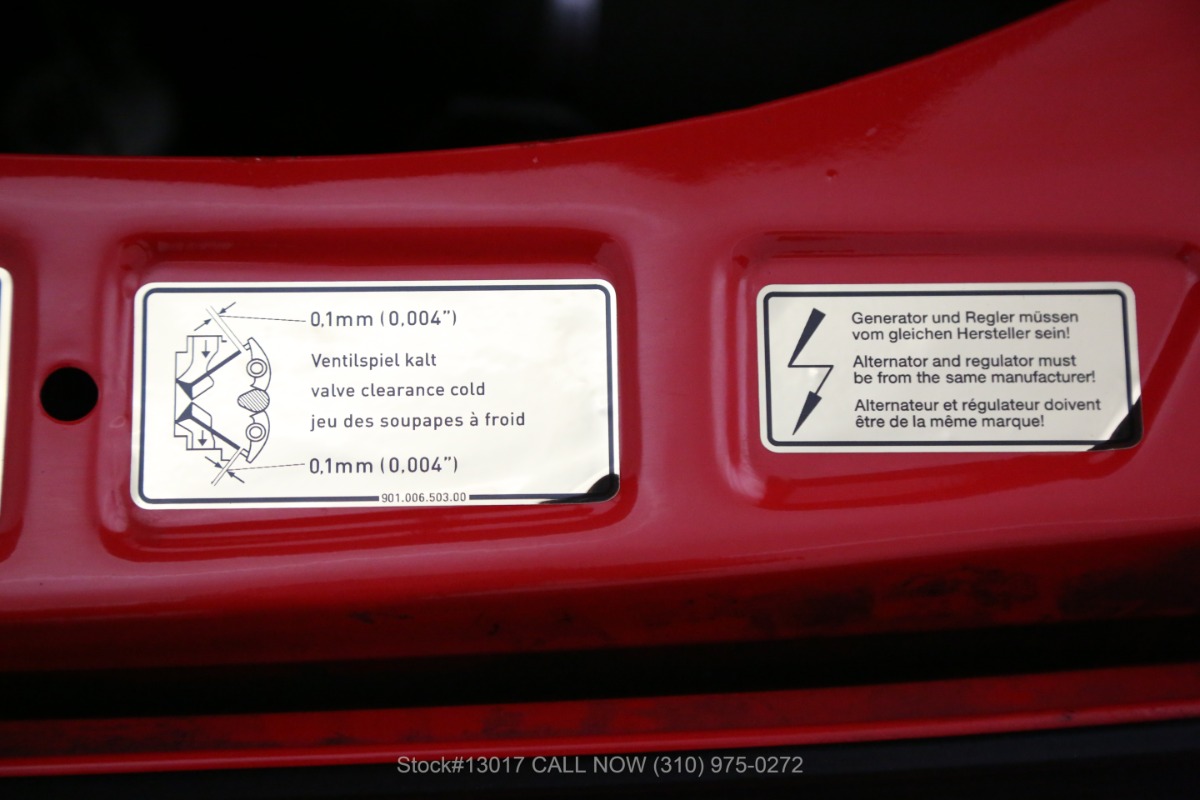 0,1mm (0,004”)
Ventilspiel kalt
valve clearance cold
jeu des soupapes à froid
0,1mm (0,004”)
901.006.503.00
Generator und Regler müssen
vom gleichen Hersteller sein!
Alternator and regulator must
be from the same manufacturer!
Alternateur et régulateur doivent
être de la même marque!
Stock#13017 CALL NOW (310) 975-0272